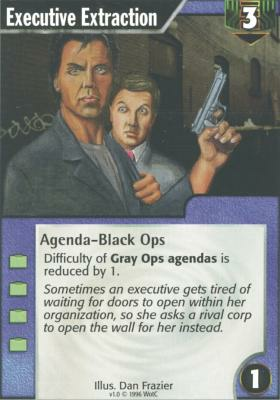 Executive Extraction
3
Agenda–Black Ops
Difficulty of Gray Ops agendas is
reduced by 1.
Sometimes an executive gets tired of
waiting for doors to open within her
organization, so she asks a rival corp
to open the wall for her instead.
Illus. Dan Frazier
v1.0 © 1996 WotC
1